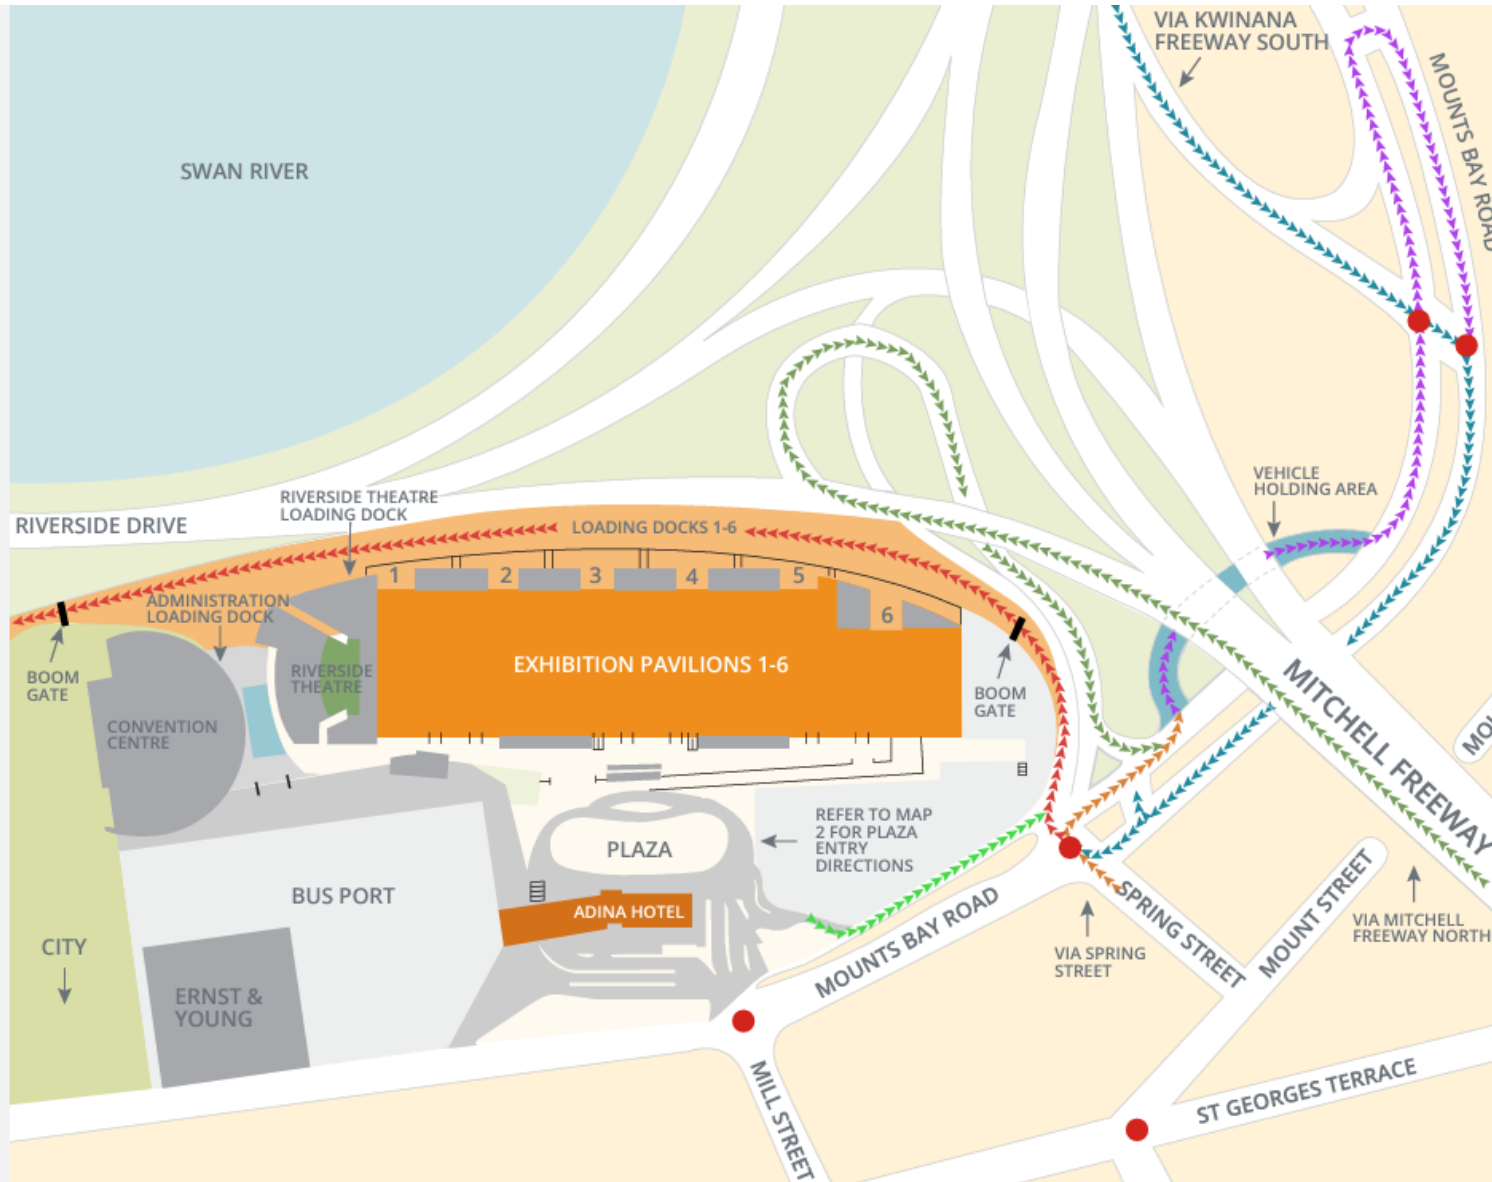 VIA KWINANA
FREEWAY SOUTH
MOUNTS BAY ROAD
SWAN RIVER
VEHICLE
HOLDING AREA
RIVERSIDE THEATRE
LOADING DOCK
RIVERSIDE DRIVE
LOADING DOCKS 1-6
1
2
3
4
5
6
ADMINISTRATION
LOADING DOCK
BOOM
GATE
RIVERSIDE
THEATRE
EXHIBITION PAVILIONS 1-6
BOOM
GATE
CONVENTION
CENTRE
MITCHELL FREEWAY
MOU
REFER TO MAP
2 FOR PLAZA
ENTRY
DIRECTIONS
PLAZA
BUS PORT
ADINA HOTEL
CITY
ERNST &
YOUNG
MOUNTS BAY ROAD
SPRING STREET
VIA SPRING
STREET
MOUNT STREET
VIA MITCHELL
FREEWAY NORTH
MILL STREET
ST GEORGES TERRACE